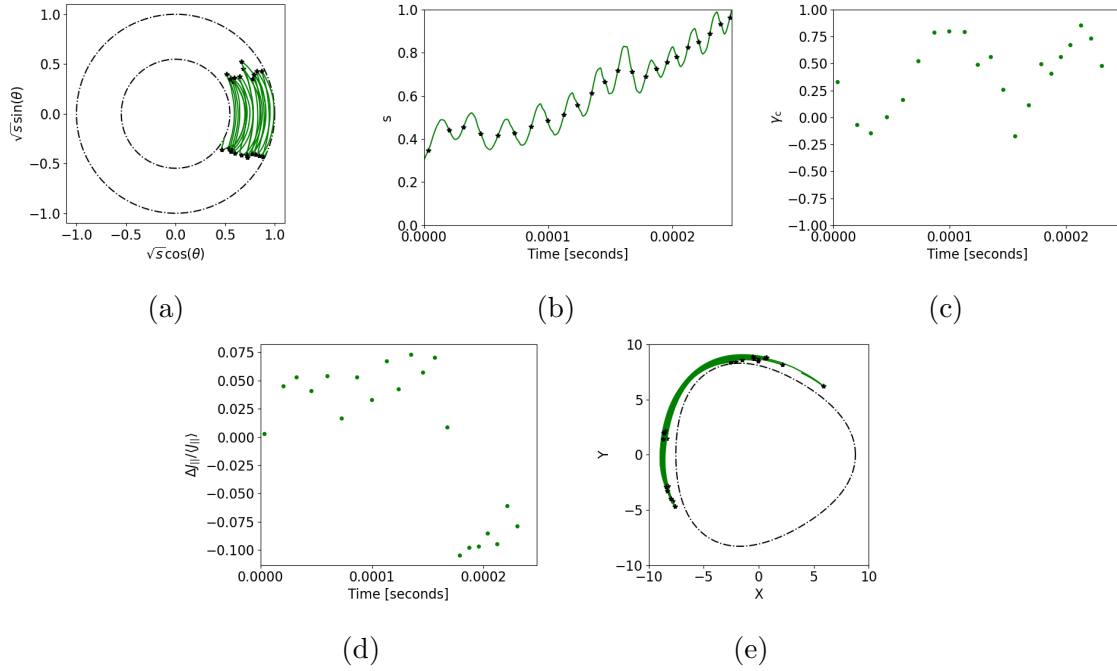 1.0
0.5
0.0
−0.5
−1.0
√s sin(θ)
−1.0 −0.5 0.0 0.5 1.0
√s cos(θ)
(a)
1.0
0.8
0.6
0.4
0.2
0.0
s
0.0000 0.0001 0.0002
Time [seconds]
(b)
1.00
0.75
0.50
0.25
0.00
0.25
0.50
0.75
1.00
γc
0.0000 0.0001 0.0002
Time [seconds]
(c)
0.075
0.050
0.025
0.000
−0.025
−0.050
−0.075
−0.100
ΔJ||/⟨J||⟩
0.0000 0.0001 0.0002
Time [seconds]
(d)
10
5
0
−5
−10
Y
−10 −5 0 5 10
X
(e)